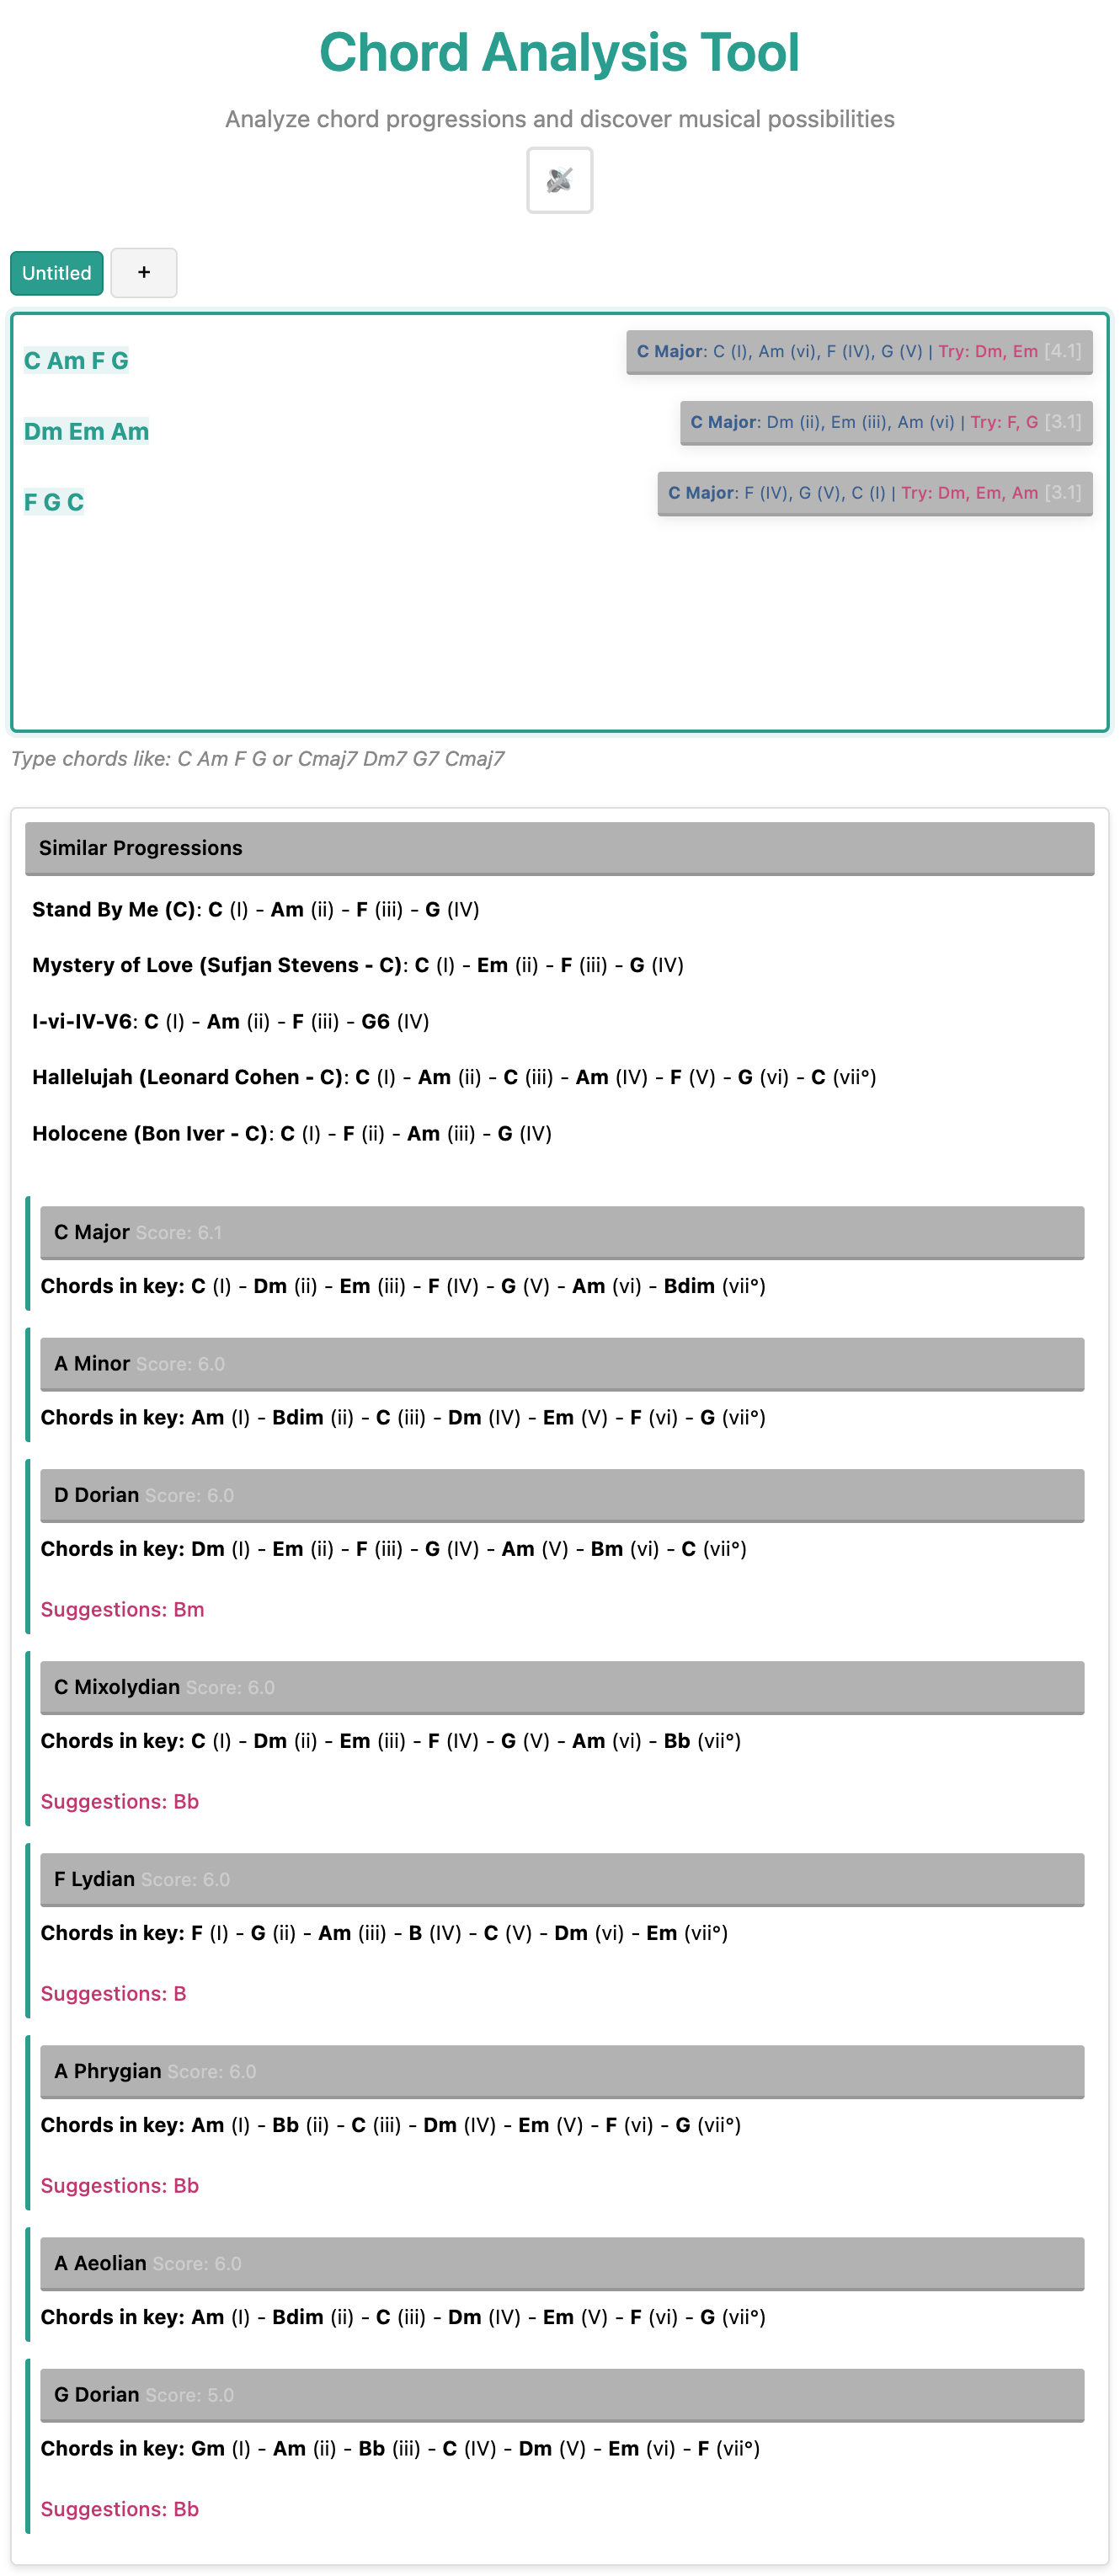 Chord Analysis Tool
Analyze chord progressions and discover musical possibilities
Untitled
+
C Am F G
C Major: C (I), Am (vi), F (IV), G (V) | Try: Dm, Em [4.1]
Dm Em Am
C Major: Dm (ii), Em (iii), Am (vi) | Try: F, G [3.1]
F G C
C Major: F (IV), G (V), C (I) | Try: Dm, Em, Am [3.1]
Type chords like: C Am F G or Cmaj7 Dm7 G7 Cmaj7
Similar Progressions
Stand By Me (C): C (I) - Am (ii) - F (iii) - G (IV)
Mystery of Love (Sufjan Stevens - C): C (I) - Em (ii) - F (iii) - G (IV)
I-vi-IV-V6: C (I) - Am (ii) - F (iii) - G6 (IV)
Hallelujah (Leonard Cohen - C): C (I) - Am (ii) - C (iii) - Am (IV) - F (V) - G (vi) - C (vii°)
Holocene (Bon Iver - C): C (I) - F (ii) - Am (iii) - G (IV)
C Major Score: 6.1
Chords in key: C (I) - Dm (ii) - Em (iii) - F (IV) - G (V) - Am (vi) - Bdim (vii°)
A Minor Score: 6.0
Chords in key: Am (I) - Bdim (ii) - C (iii) - Dm (IV) - Em (V) - F (vi) - G (vii°)
D Dorian Score: 6.0
Chords in key: Dm (I) - Em (ii) - F (iii) - G (IV) - Am (V) - Bm (vi) - C (vii°)
Suggestions: Bm
C Mixolydian Score: 6.0
Chords in key: C (I) - Dm (ii) - Em (iii) - F (IV) - G (V) - Am (vi) - Bb (vii°)
Suggestions: Bb
F Lydian Score: 6.0
Chords in key: F (I) - G (ii) - Am (iii) - B (IV) - C (V) - Dm (vi) - Em (vii°)
Suggestions: B
A Phrygian Score: 6.0
Chords in key: Am (I) - Bb (ii) - C (iii) - Dm (IV) - Em (V) - F (vi) - G (vii°)
Suggestions: Bb
A Aeolian Score: 6.0
Chords in key: Am (I) - Bdim (ii) - C (iii) - Dm (IV) - Em (V) - F (vi) - G (vii°)
G Dorian Score: 5.0
Chords in key: Gm (I) - Am (ii) - Bb (iii) - C (IV) - Dm (V) - Em (vi) - F (vii°)
Suggestions: Bb